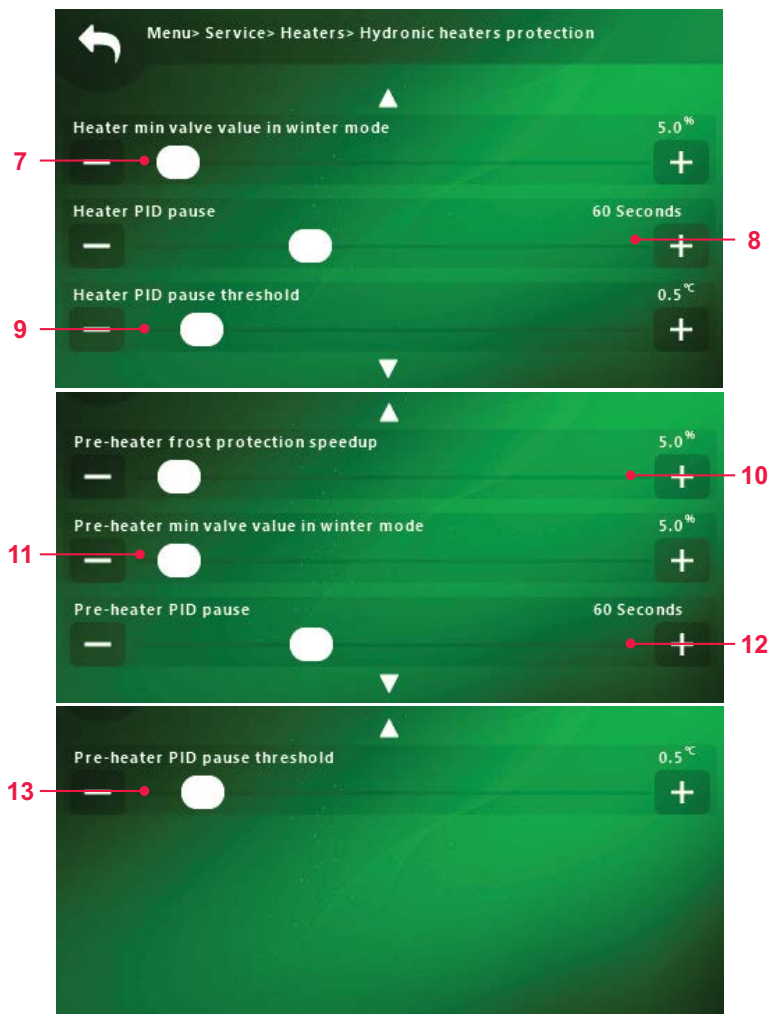 Menu> Service> Heaters> Hydronic heaters protection
Heater min valve value in winter mode 5.0%
7
Heater PID pause 60 Seconds
8
Heater PID pause threshold 0.5°C
9
Pre-heater frost protection speedup 5.0%
10
Pre-heater min valve value in winter mode 5.0%
11
Pre-heater PID pause 60 Seconds
12
Pre-heater PID pause threshold 0.5°C
13